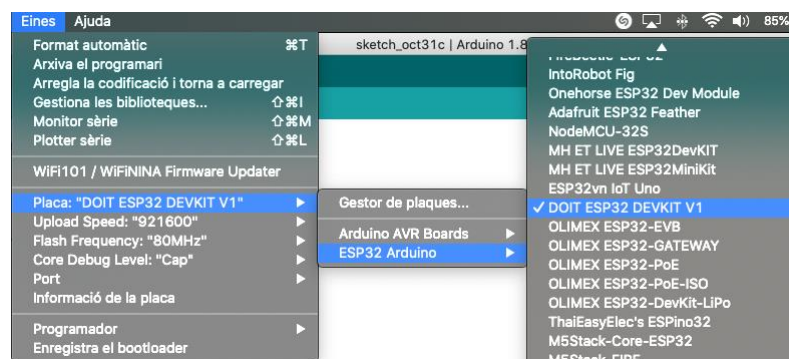 Eines Ajuda
85%
sketch_oct31c | Arduino 1.8
Format automàtic ⌘T
Arxiva el programari
Arregla la codificació i torna a carregar
Gestiona les biblioteques... ⇧⌘I
Monitor sèrie ⇧⌘M
Plotter sèrie ⇧⌘L
WiFi101 / WiFiNINA Firmware Updater
Placa: "DOIT ESP32 DEVKIT V1"
Upload Speed: "921600"
Flash Frequency: "80MHz"
Core Debug Level: "Cap"
Port
Informació de la placa
Programador
Enregistra el bootloader
Gestor de plaques...
Arduino AVR Boards
ESP32 Arduino
IntoRobot Fig
Onehorse ESP32 Dev Module
Adafruit ESP32 Feather
NodeMCU-32S
MH ET LIVE ESP32DevKIT
MH ET LIVE ESP32MiniKit
ESP32vn IoT Uno
✓ DOIT ESP32 DEVKIT V1
OLIMEX ESP32-EVB
OLIMEX ESP32-GATEWAY
OLIMEX ESP32-PoE
OLIMEX ESP32-PoE-ISO
OLIMEX ESP32-DevKit-LiPo
ThaiEasyElec's ESPino32
M5Stack-Core-ESP32